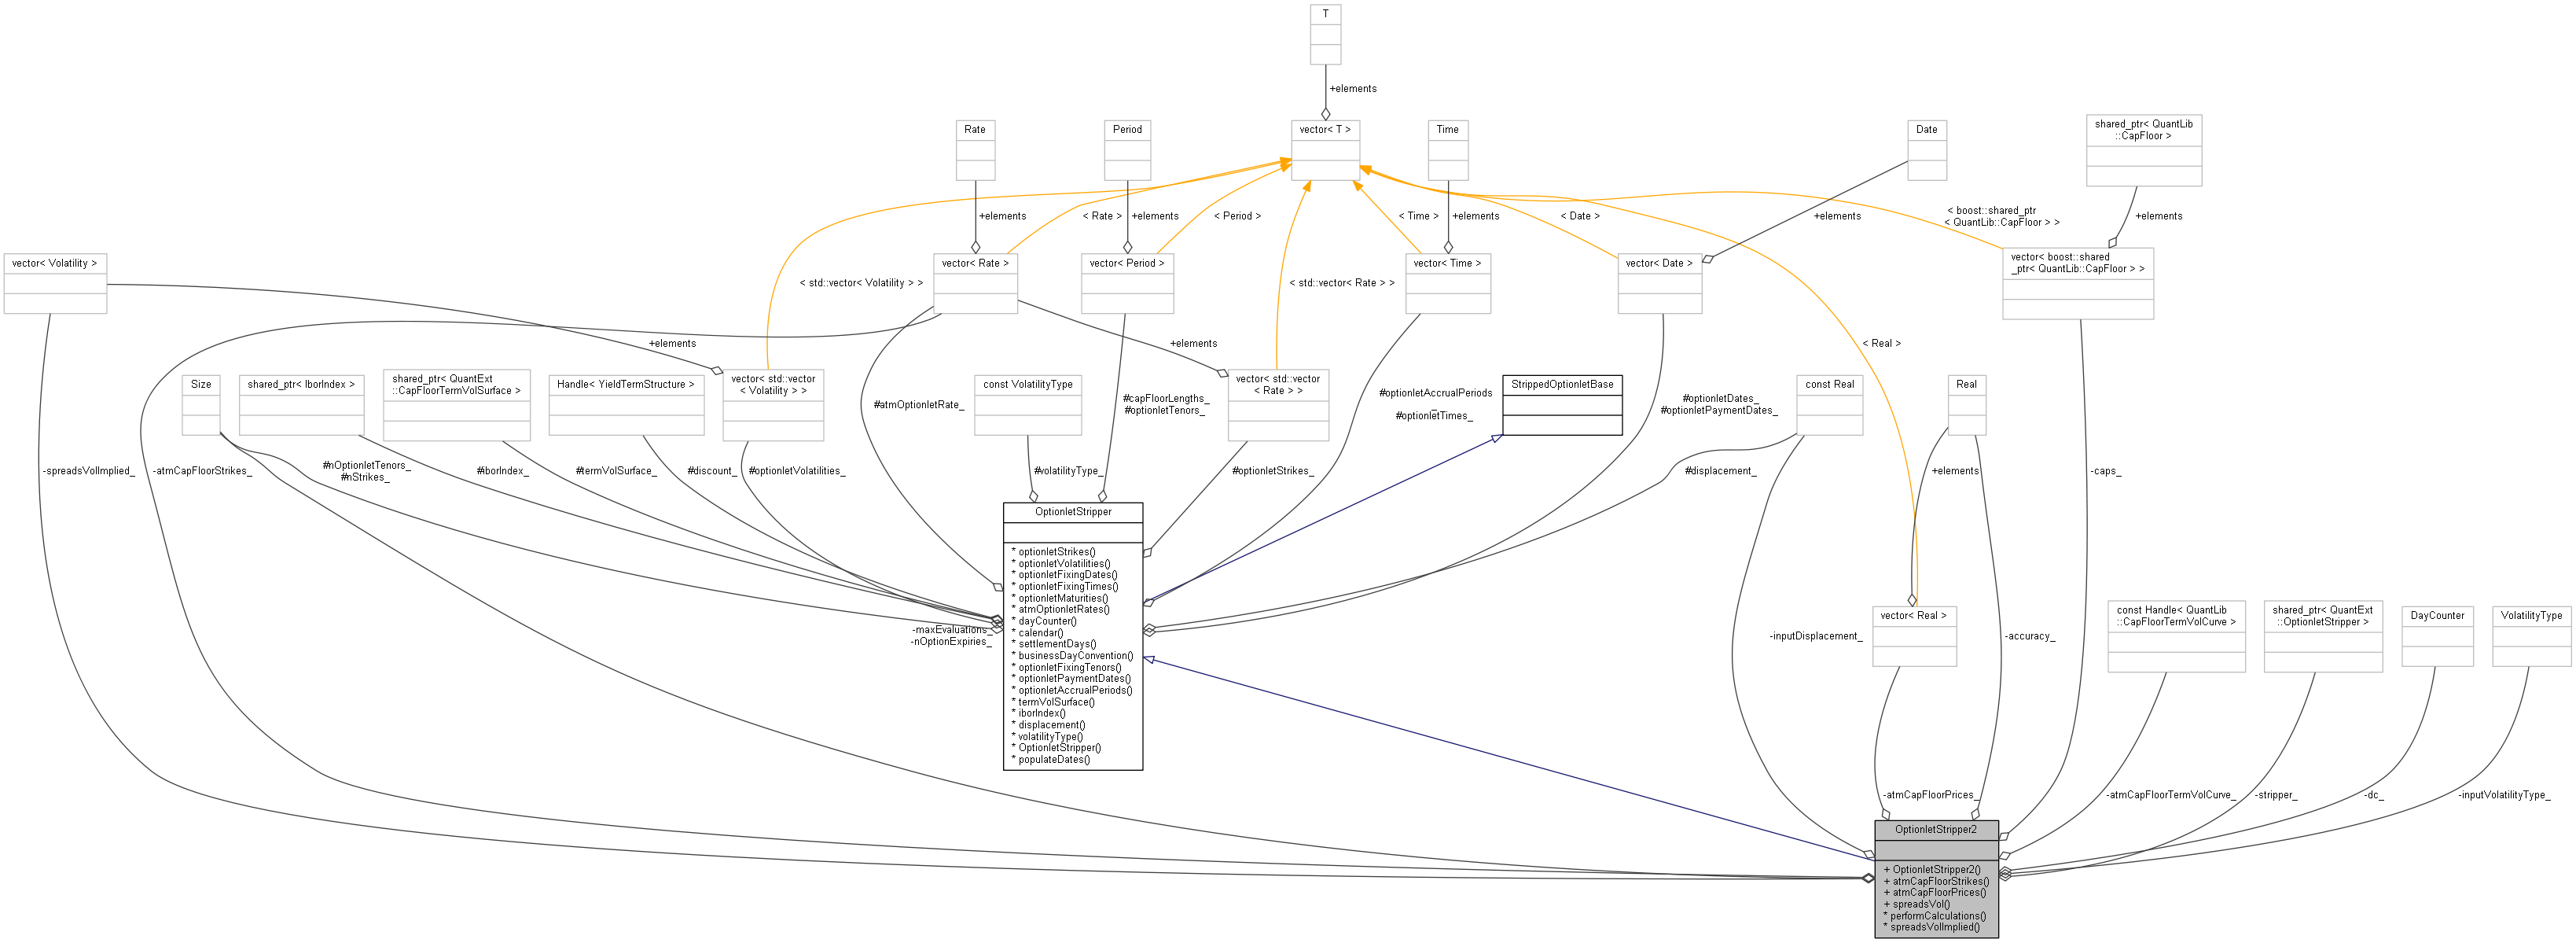 T
+elements
Rate
Period
vector< T >
Time
Date
shared_ptr< QuantLib
::CapFloor >
+elements
< Rate >
+elements
< Period >
< Time >
+elements
< Date >
+elements
< boost::shared_ptr
< QuantLib::CapFloor > >
+elements
vector< Volatility >
< std::vector< Volatility > >
vector< Rate >
vector< Period >
< std::vector< Rate > >
vector< Time >
vector< Date >
vector< boost::shared
_ptr< QuantLib::CapFloor > >
+elements
+elements
< Real >
Size
shared_ptr< IborIndex >
shared_ptr< QuantExt
::CapFloorTermVolSurface >
Handle< YieldTermStructure >
vector< std::vector
< Volatility > >
#atmOptionletRate_
const VolatilityType
#capFloorLengths_
#optionletTenors_
vector< std::vector
< Rate > >
#optionletAccrualPeriods
_
#optionletTimes_
StrippedOptionletBase
#optionletDates_
#optionletPaymentDates_
const Real
Real
-spreadsVolImplied_
-atmCapFloorStrikes_
#nOptionletTenors_
#nStrikes_
#iborIndex_
#termVolSurface_
#discount_
#optionletVolatilities_
#volatilityType_
#optionletStrikes_
#displacement_
+elements
-caps_
OptionletStripper
* optionletStrikes()
* optionletVolatilities()
* optionletFixingDates()
* optionletFixingTimes()
* optionletMaturities()
* atmOptionletRates()
* dayCounter()
* calendar()
* settlementDays()
* businessDayConvention()
* optionletFixingTenors()
* optionletPaymentDates()
* optionletAccrualPeriods()
* termVolSurface()
* iborIndex()
* displacement()
* volatilityType()
* OptionletStripper()
* populateDates()
-maxEvaluations_
-nOptionExpiries_
-inputDisplacement_
vector< Real >
-accuracy_
const Handle< QuantLib
::CapFloorTermVolCurve >
shared_ptr< QuantExt
::OptionletStripper >
DayCounter
VolatilityType
-atmCapFloorPrices_
-atmCapFloorTermVolCurve_
-stripper_
-dc_
-inputVolatilityType_
OptionletStripper2
+ OptionletStripper2()
+ atmCapFloorStrikes()
+ atmCapFloorPrices()
+ spreadsVol()
* performCalculations()
* spreadsVolImplied()